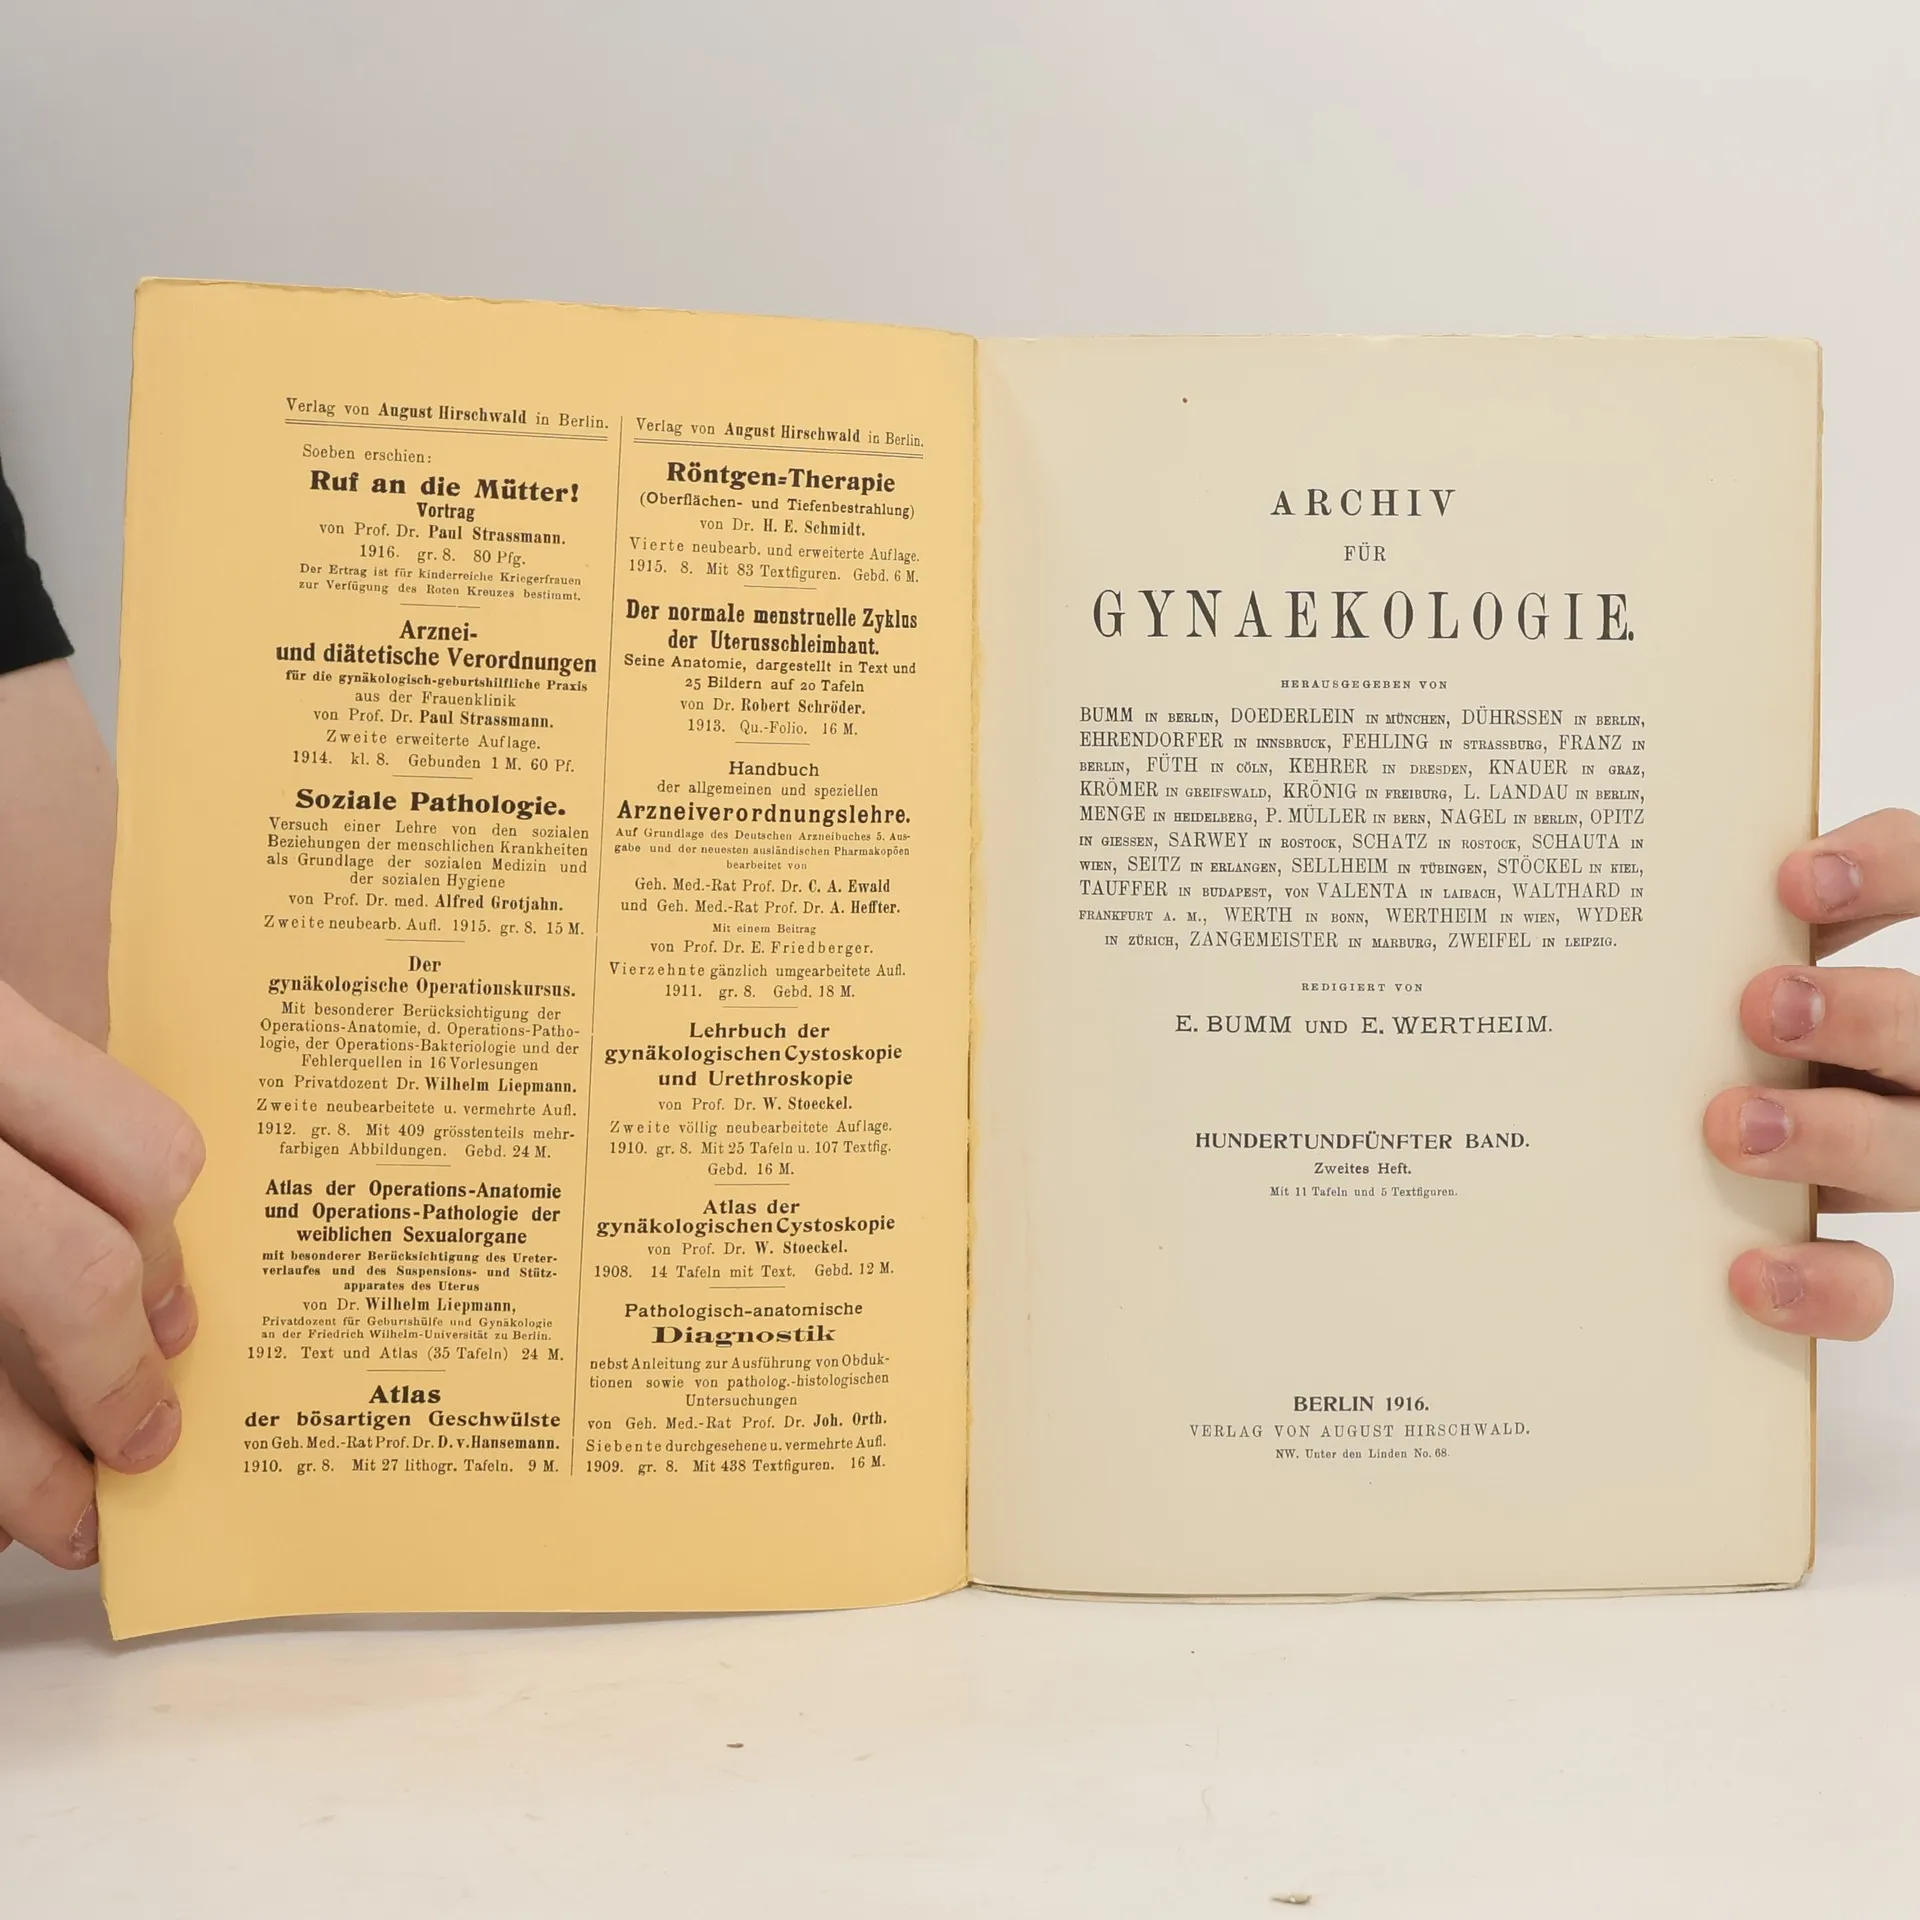 Verlag von August Hirschwald in Berlin.
Soeben erschien:
Ruf an die Mütter!
Vortrag
von Prof. Dr. Paul Strassmann.
1916. gr. 8. 80 Pfg.
Der Ertrag ist für kinderreiche Kriegerfrauen
zur Verfügung des Roten Kreuzes bestimmt.
Arznei-
und diätetische Verordnungen
für die gynäkologisch-geburtshilfliche Praxis
aus der Frauenklinik
von Prof. Dr. Paul Strassmann.
Zweite erweiterte Auflage.
1914. kl. 8. Gebunden 1 M. 60 Pf.
Soziale Pathologie.
Versuch einer Lehre von den sozialen
Beziehungen der menschlichen Krankheiten
als Grundlage der sozialen Medizin und
der sozialen Hygiene
von Prof. Dr. med. Alfred Grotjahn.
Zweite neubearb. Aufl. 1915. gr. 8. 15 M.
Der
gynäkologische Operationskursus.
Mit besonderer Berücksichtigung der
Operations-Anatomie, d. Operations-Patho-
logie, der Operations-Bakteriologie und der
Fehlerquellen in 16 Vorlesungen
von Privatdozent Dr. Wilhelm Liepmann.
Zweite neubearbeitete u. vermehrte Aufl.
1912. gr. 8. Mit 409 grösstenteils mehr-
farbigen Abbildungen. Gebd. 24 M.
Atlas der Operations-Anatomie
und Operations-Pathologie der
weiblichen Sexualorgane
mit besonderer Berücksichtigung des Ureter-
verlaufes und des Suspensions- und Stütz-
apparates des Uterus
von Dr. Wilhelm Liepmann,
Privatdozent für Geburtshülfe und Gynäkologie
an der Friedrich Wilhelm-Universität zu Berlin.
1912. Text und Atlas (35 Tafeln) 24 M.
Atlas
der bösartigen Geschwülste
von Geh. Med.-Rat Prof. Dr. D. v. Hansemann.
1910. gr. 8. Mit 27 lithogr. Tafeln. 9 M.
Verlag von August Hirschwald in Berlin.
Röntgen-Therapie
(Oberflächen- und Tiefenbestrahlung)
von Dr. H. E. Schmidt.
Vierte neubearb. und erweiterte Auflage.
1915. 8. Mit 83 Textfiguren. Gebd. 6 M.
Der normale menstruelle Zyklus
der Uterusschleimhaut.
Seine Anatomie, dargestellt in Text und
25 Bildern auf 20 Tafeln
von Dr. Robert Schröder.
1913. Qu.-Folio. 16 M.
Handbuch
der allgemeinen und speziellen
Arzneiverordnungslehre.
Auf Grundlage des Deutschen Arzneibuches 5. Aus-
gabe und der neuesten ausländischen Pharmakopöen
bearbeitet von
Geh. Med.-Rat Prof. Dr. C. A. Ewald
und Geh. Med.-Rat Prof. Dr. A. Heffter.
Mit einem Beitrag
von Prof. Dr. E. Friedberger.
Vierzehnte gänzlich umgearbeitete Aufl.
1911. gr. 8. Gebd. 18 M.
Lehrbuch der
gynäkologischen Cystoskopie
und Urethroskopie
von Prof. Dr. W. Stoeckel.
Zweite völlig neubearbeitete Auflage.
1910. gr. 8. Mit 25 Tafeln u. 107 Textfig.
Gebd. 16 M.
Atlas der
gynäkologischen Cystoskopie
von Prof. Dr. W. Stoeckel.
1908. 14 Tafeln mit Text. Gebd. 12 M.
Pathologisch-anatomische
Diagnostik
nebst Anleitung zur Ausführung von Obduk-
tionen sowie von patholog.-histologischen
Untersuchungen
von Geh. Med.-Rat Prof. Dr. Joh. Orth.
Siebente durchgesehene u. vermehrte Aufl.
1909. gr. 8. Mit 438 Textfiguren. 16 M.
ARCHIV
FÜR
GYNAEKOLOGIE.
HERAUSGEGEBEN VON
BUMM IN BERLIN, DOEDERLEIN IN MÜNCHEN, DÜHRSSEN IN BERLIN,
EHRENDORFER IN INNSBRUCK, FEHLING IN STRASSBURG, FRANZ IN
BERLIN, FÜTH IN CÖLN, KEHRER IN DRESDEN, KNAUER IN GRAZ,
KRÖMER IN GREIFSWALD, KRÖNIG IN FREIBURG, L. LANDAU IN BERLIN,
MENGE IN HEIDELBERG, P. MÜLLER IN BERN, NAGEL IN BERLIN, OPITZ
IN GIESSEN, SARWEY IN ROSTOCK, SCHATZ IN ROSTOCK, SCHAUTA IN
WIEN, SEITZ IN ERLANGEN, SELLHEIM IN TÜBINGEN, STÖCKEL IN KIEL,
TAUFFER IN BUDAPEST, VON VALENTA IN LAIBACH, WALTHARD IN
FRANKFURT A. M., WERTH IN BONN, WERTHEIM IN WIEN, WYDER
IN ZÜRICH, ZANGEMEISTER IN MARBURG, ZWEIFEL IN LEIPZIG.
REDIGIERT VON
E. BUMM UND E. WERTHEIM.
HUNDERTUNDFÜNFTER BAND.
Zweites Heft.
Mit 11 Tafeln und 5 Textfiguren.
BERLIN 1916.
VERLAG VON AUGUST HIRSCHWALD.
NW. Unter den Linden No. 68.